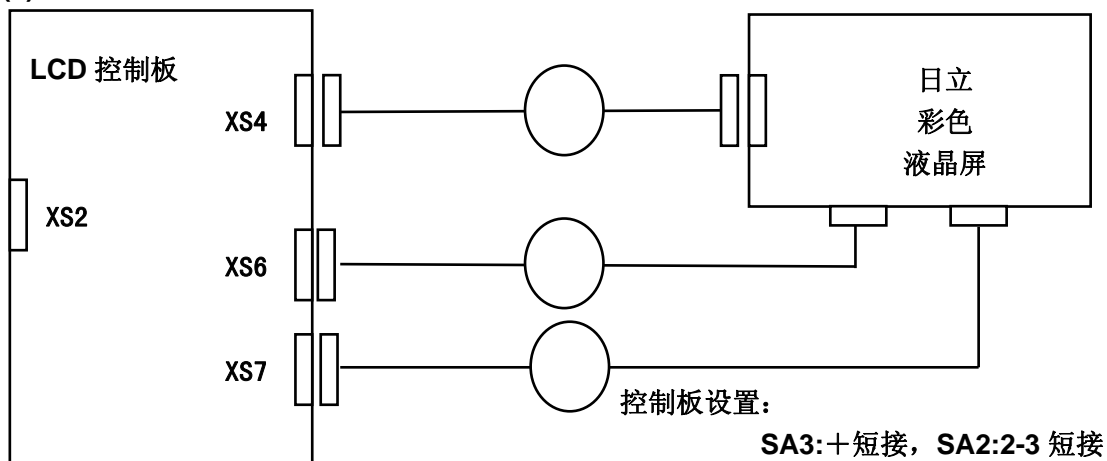 LCD 控制板
XS4
日立
彩色
液晶屏
XS2
XS6
XS7
控制板设置：
SA3:＋短接，SA2:2-3 短接